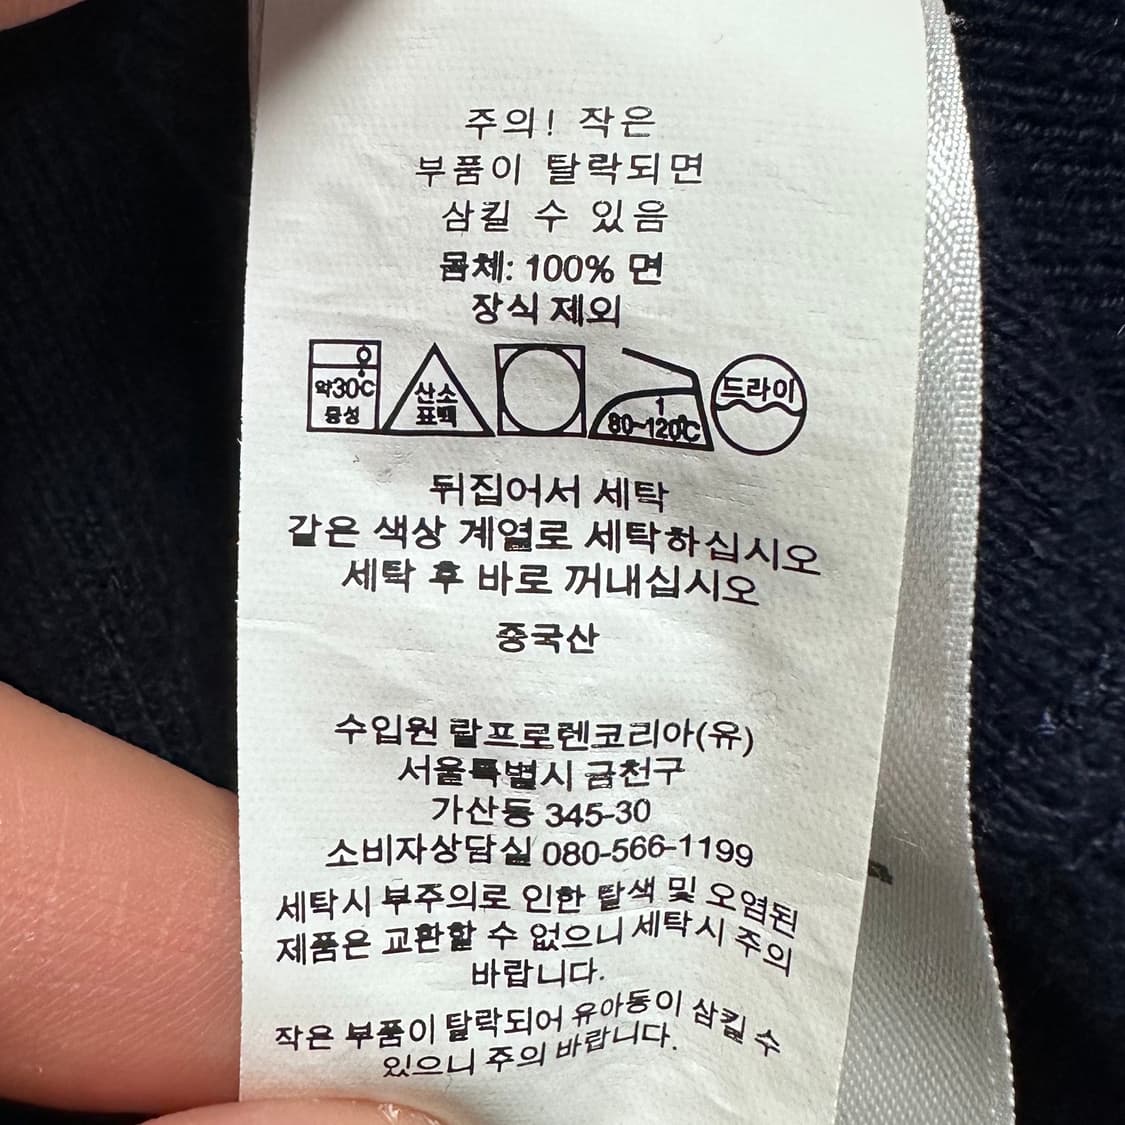 주의! 작은
부품이 탈락되면
삼킬 수 있음
몸체: 100% 면
장식 제외
약30℃
중성
산소
표백
1
80~120℃
드라이
뒤집어서 세탁
같은 색상 계열로 세탁하십시오
세탁 후 바로 꺼내십시오
중국산
수입원 랄프로렌코리아(유)
서울특별시 금천구
가산동 345-30
소비자상담실 080-566-1199
세탁시 부주의로 인한 탈색 및 오염된
제품은 교환할 수 없으니 세탁시 주의
바랍니다.
작은 부품이 탈락되어 유아동이 삼킬 수
있으니 주의 바랍니다.